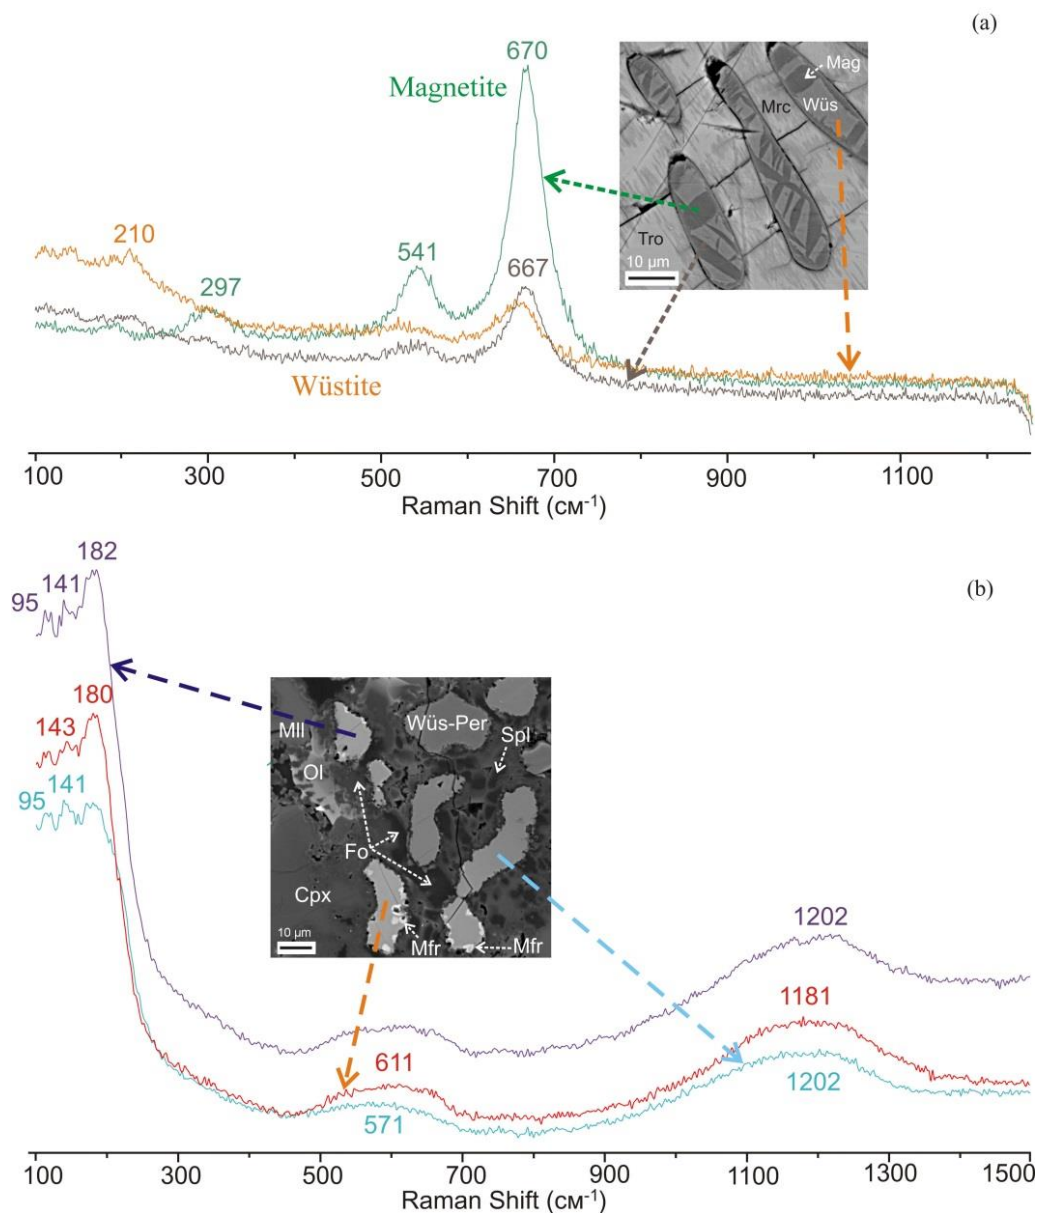 (a)
670
Magnetite
Mag
Mrc
Wüs
210
541
667
Tro
297
10 µm
Wüstite
100 300 500 700 900 1100
Raman Shift (см-1)
182
(b)
95 141
180
Mll
Wüs-Per
Spl
143
Ol
95 141
Fo
Cpx
1202
10 µm
Mfr
Mfr
1181
611
1202
571
100 300 500 700 900 1100 1300 1500
Raman Shift (см-1)